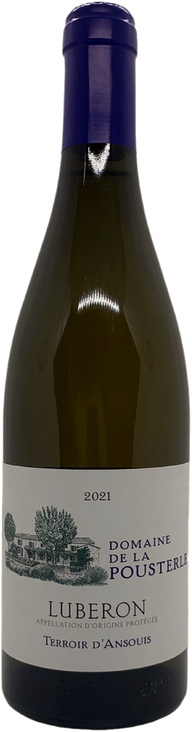 2021
DOMAINE
DE LA
POUSTERLE
LUBERON
APPELLATION D'ORIGINE PROTÉGÉE
TERROIR D'ANSOUIS